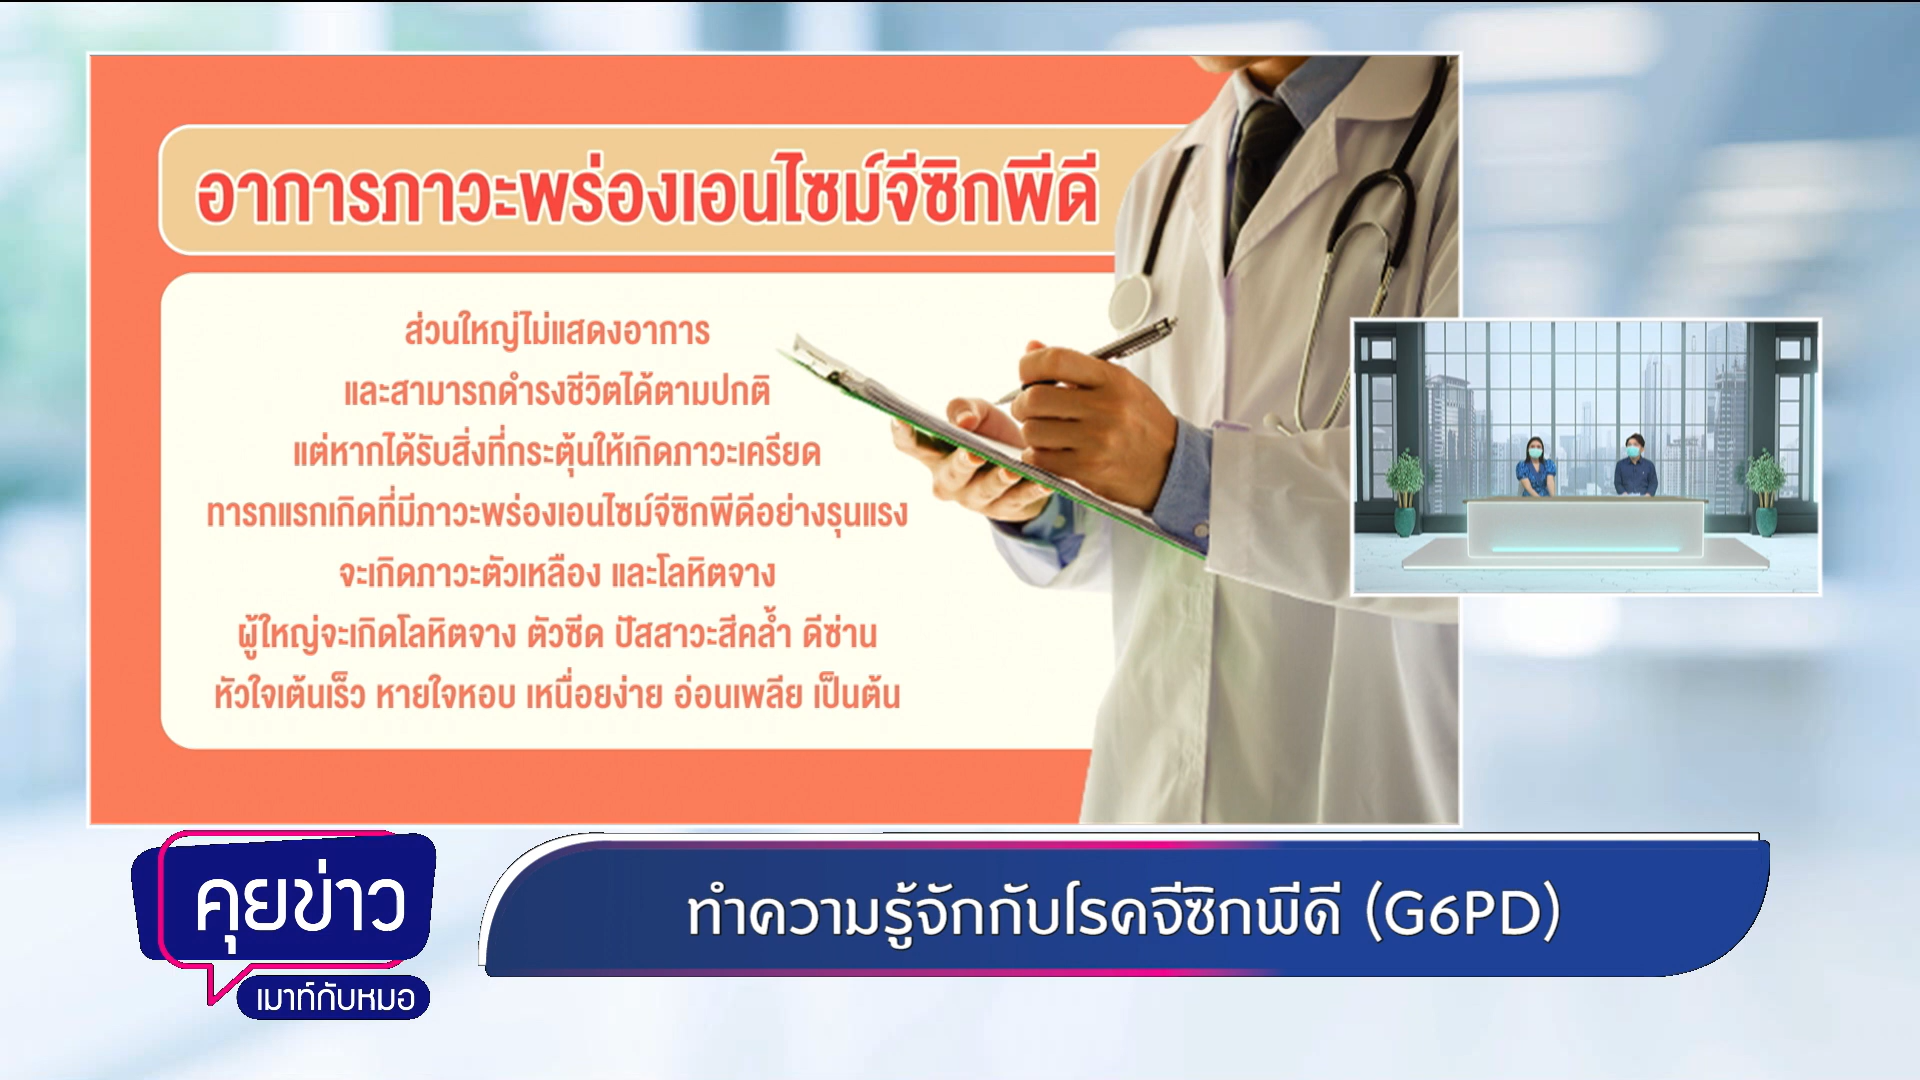 อาการภาวะพร่องเอนไซม์จีซิกพีดี
ส่วนใหญ่ไม่แสดงอาการ
และสามารถดำรงชีวิตได้ตามปกติ
แต่หากได้รับสิ่งที่กระตุ้นให้เกิดภาวะเครียด
ทารกแรกเกิดที่มีภาวะพร่องเอนไซม์จีซิกพีดีอย่างรุนแรง
จะเกิดภาวะตัวเหลือง และโลหิตจาง
ผู้ใหญ่จะเกิดโลหิตจาง ตัวซีด ปัสสาวะสีคล้ำ ดีซ่าน
หัวใจเต้นเร็ว หายใจหอบ เหนื่อยง่าย อ่อนเพลีย เป็นต้น
คุยข่าว
เมาท์กับหมอ
ทำความรู้จักกับโรคจีซิกพีดี (G6PD)